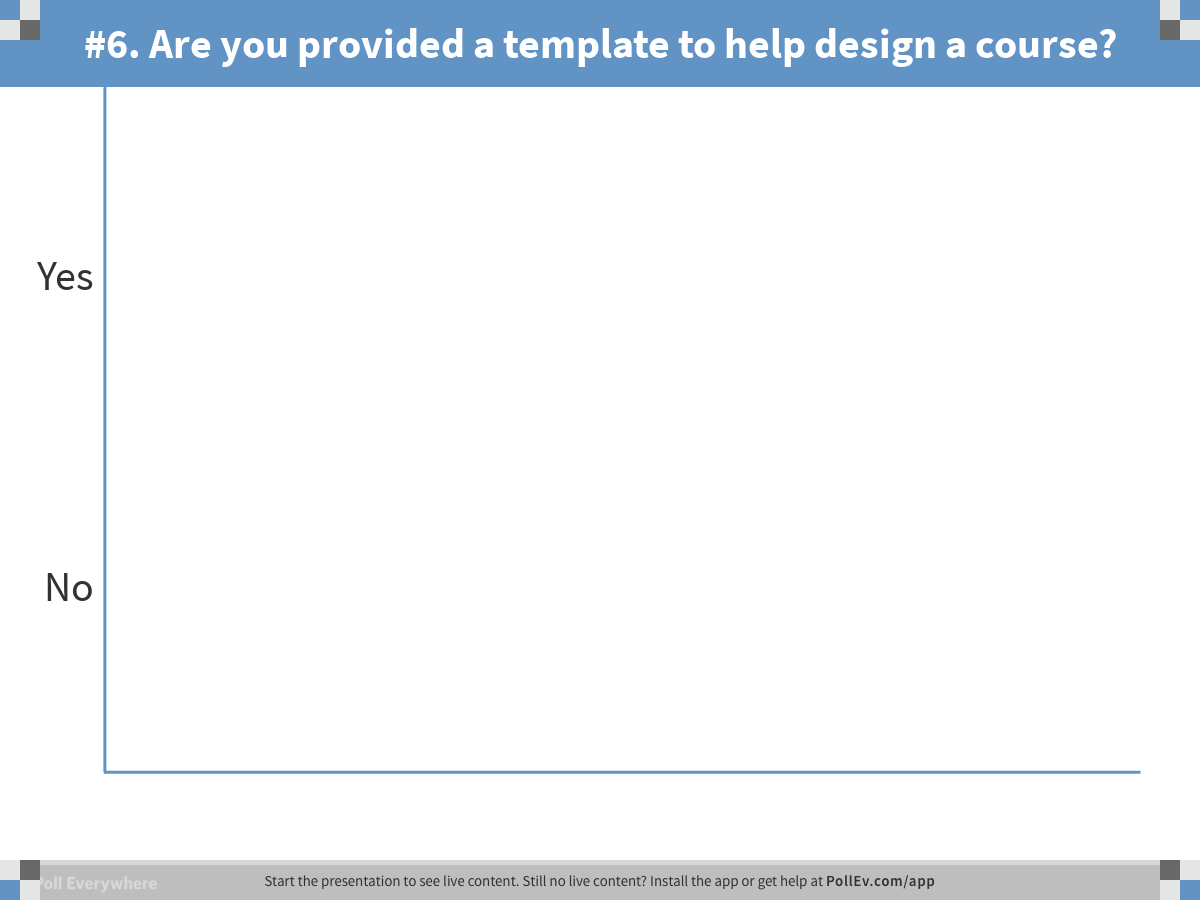 #6. Are you provided a template to help design a course?
Yes
No
Poll Everywhere
Start the presentation to see live content. Still no live content? Install the app or get help at PollEv.com/app